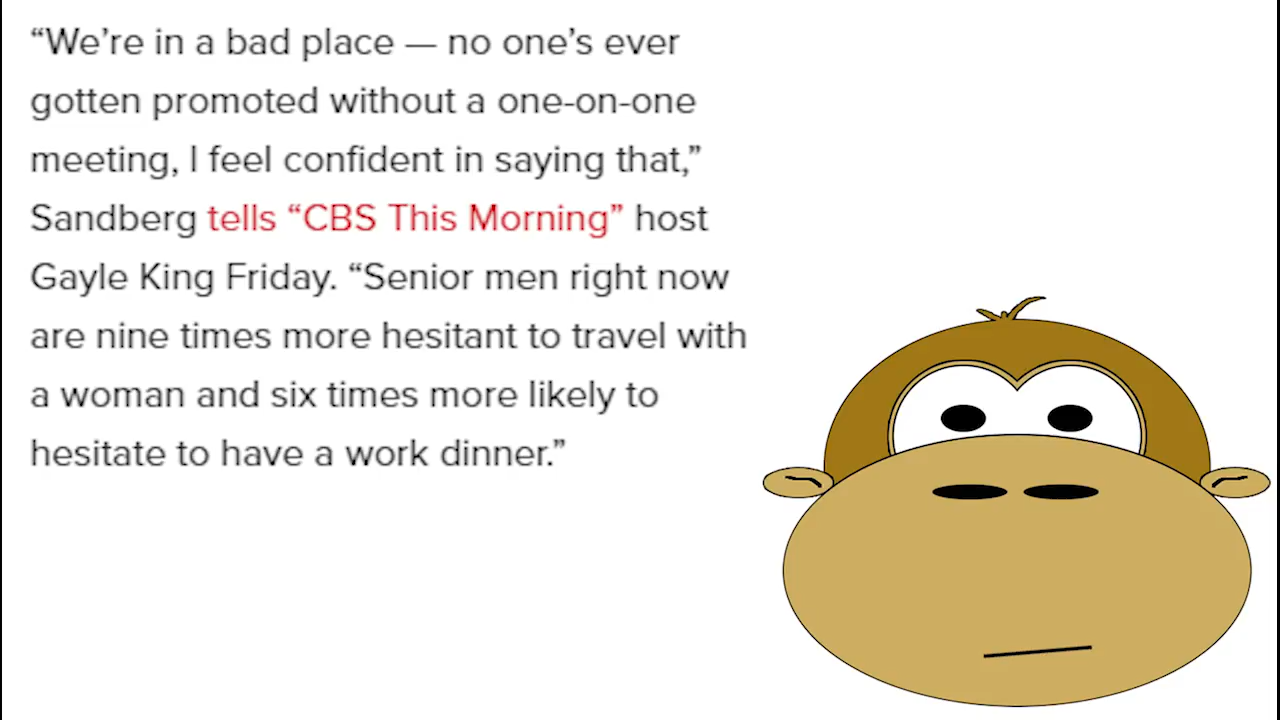 “We’re in a bad place — no one’s ever
gotten promoted without a one-on-one
meeting, I feel confident in saying that,”
Sandberg tells “CBS This Morning” host
Gayle King Friday. “Senior men right now
are nine times more hesitant to travel with
a woman and six times more likely to
hesitate to have a work dinner.”